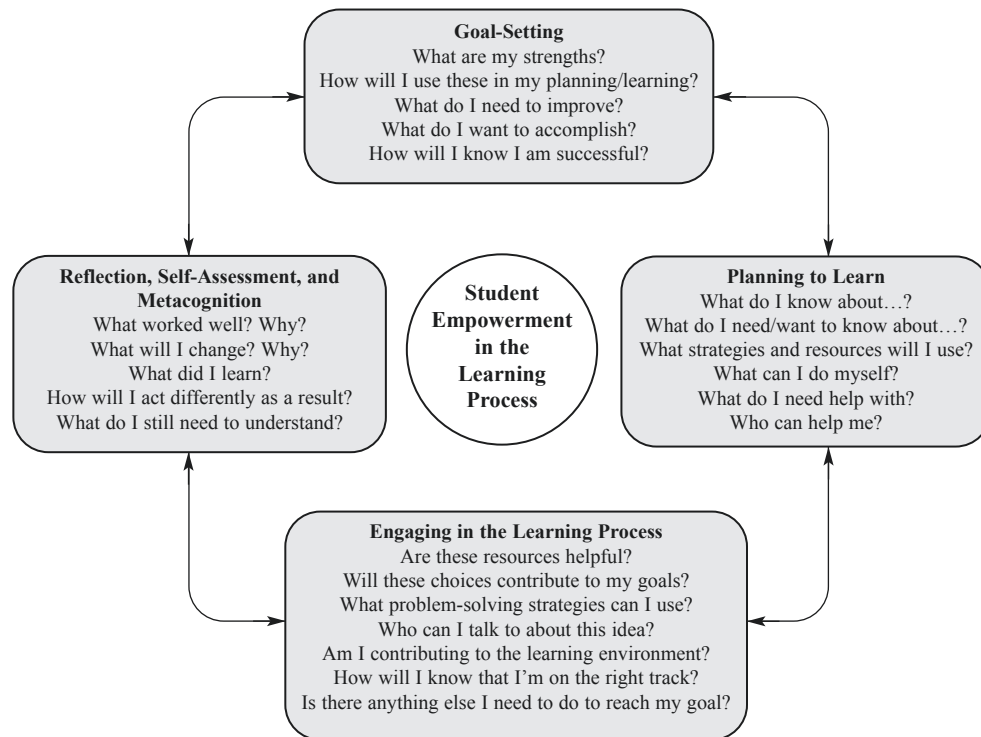 Goal-Setting
What are my strengths?
How will I use these in my planning/learning?
What do I need to improve?
What do I want to accomplish?
How will I know I am successful?
Reflection, Self-Assessment, and
Metacognition
What worked well? Why?
What will I change? Why?
What did I learn?
How will I act differently as a result?
What do I still need to understand?
Student
Empowerment
in the
Learning
Process
Planning to Learn
What do I know about…?
What do I need/want to know about…?
What strategies and resources will I use?
What can I do myself?
What do I need help with?
Who can help me?
Engaging in the Learning Process
Are these resources helpful?
Will these choices contribute to my goals?
What problem-solving strategies can I use?
Who can I talk to about this idea?
Am I contributing to the learning environment?
How will I know that I’m on the right track?
Is there anything else I need to do to reach my goal?